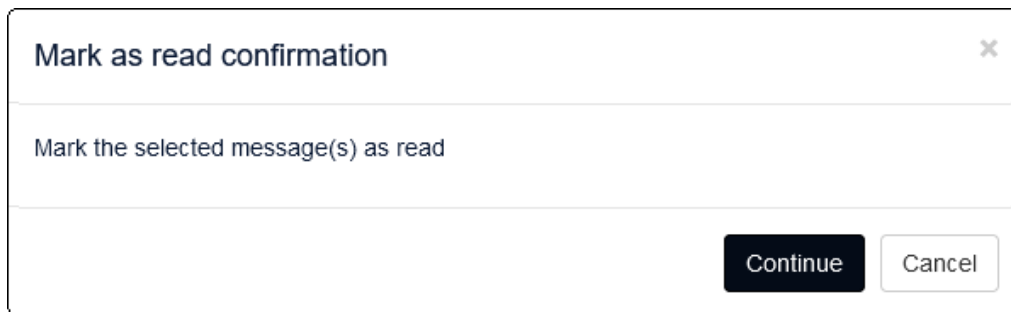 Mark as read confirmation
Mark the selected message(s) as read
Continue Cancel